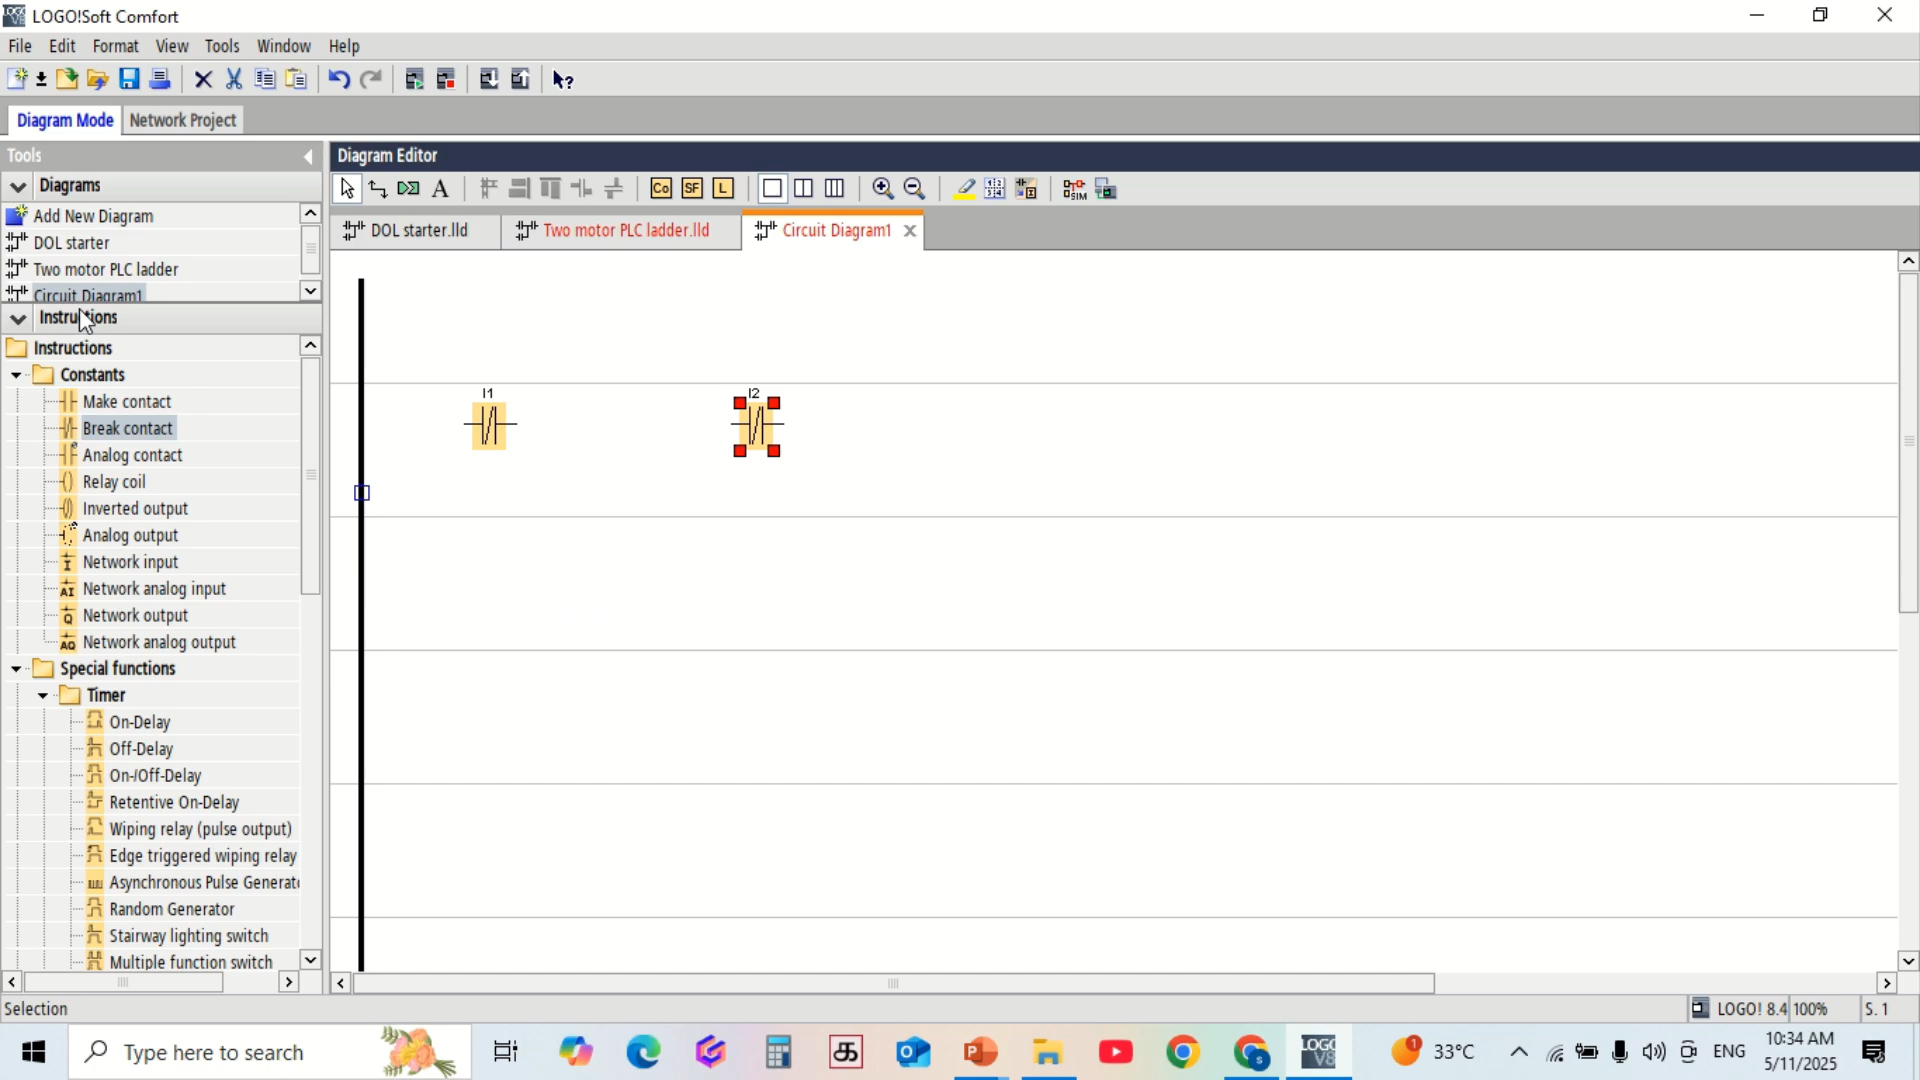 LOGO!Soft Comfort
File Edit Format View Tools Window Help
Diagram Mode Network Project
Tools
Diagrams
Add New Diagram
DOL starter
Two motor PLC ladder
Circuit Diagram1
Instructions
Instructions
Constants
Make contact
Break contact
Analog contact
Relay coil
Inverted output
Analog output
Network input
Network analog input
Network output
Network analog output
Special functions
Timer
On-Delay
Off-Delay
On-/Off-Delay
Retentive On-Delay
Wiping relay (pulse output)
Edge triggered wiping relay
Asynchronous Pulse Generat
Random Generator
Stairway lighting switch
Multiple function switch
Diagram Editor
Co SF L
DOL starter.lld Two motor PLC ladder.lld Circuit Diagram1
I1 I2
Selection
LOGO! 8.4 100% S. 1
Type here to search
33°C
ENG
10:34 AM
5/11/2025